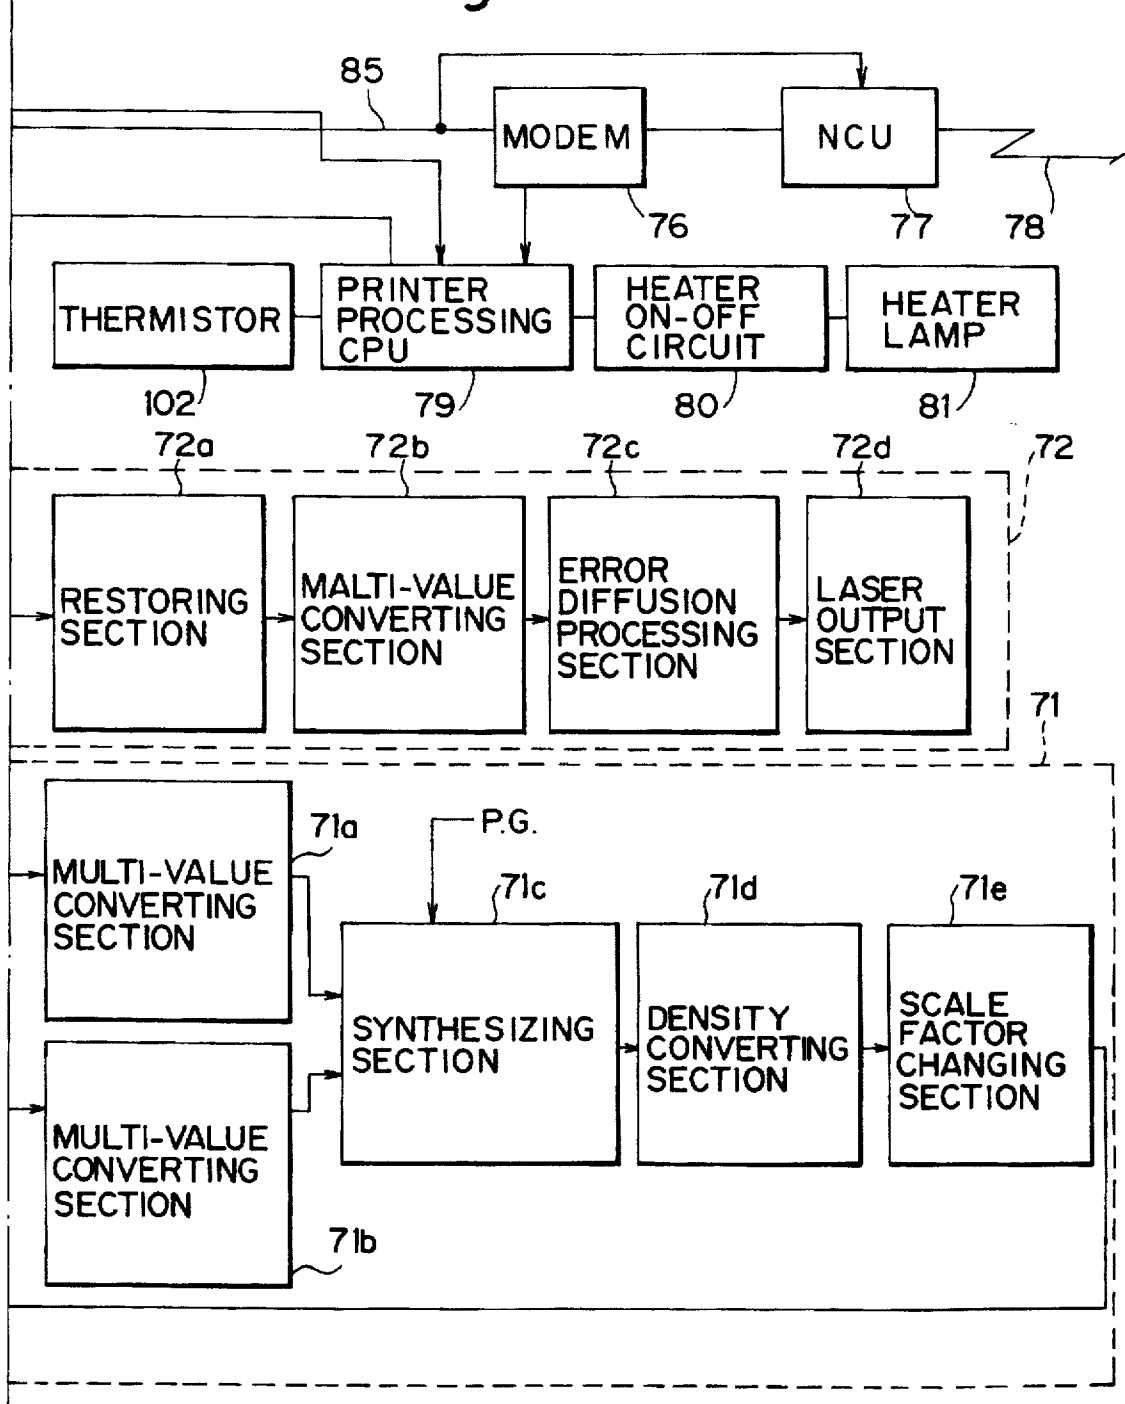 85
MODEM
NCU
76
77
78
THERMISTOR
PRINTER
PROCESSING
CPU
HEATER
ON-OFF
CIRCUIT
HEATER
LAMP
102
79
80
81
72a
72b
72c
72d
72
RESTORING
SECTION
MALTI-VALUE
CONVERTING
SECTION
ERROR
DIFFUSION
PROCESSING
SECTION
LASER
OUTPUT
SECTION
71
71a
P.G.
MULTI-VALUE
CONVERTING
SECTION
71c
71d
71e
SYNTHESIZING
SECTION
DENSITY
CONVERTING
SECTION
SCALE
FACTOR
CHANGING
SECTION
MULTI-VALUE
CONVERTING
SECTION
71b